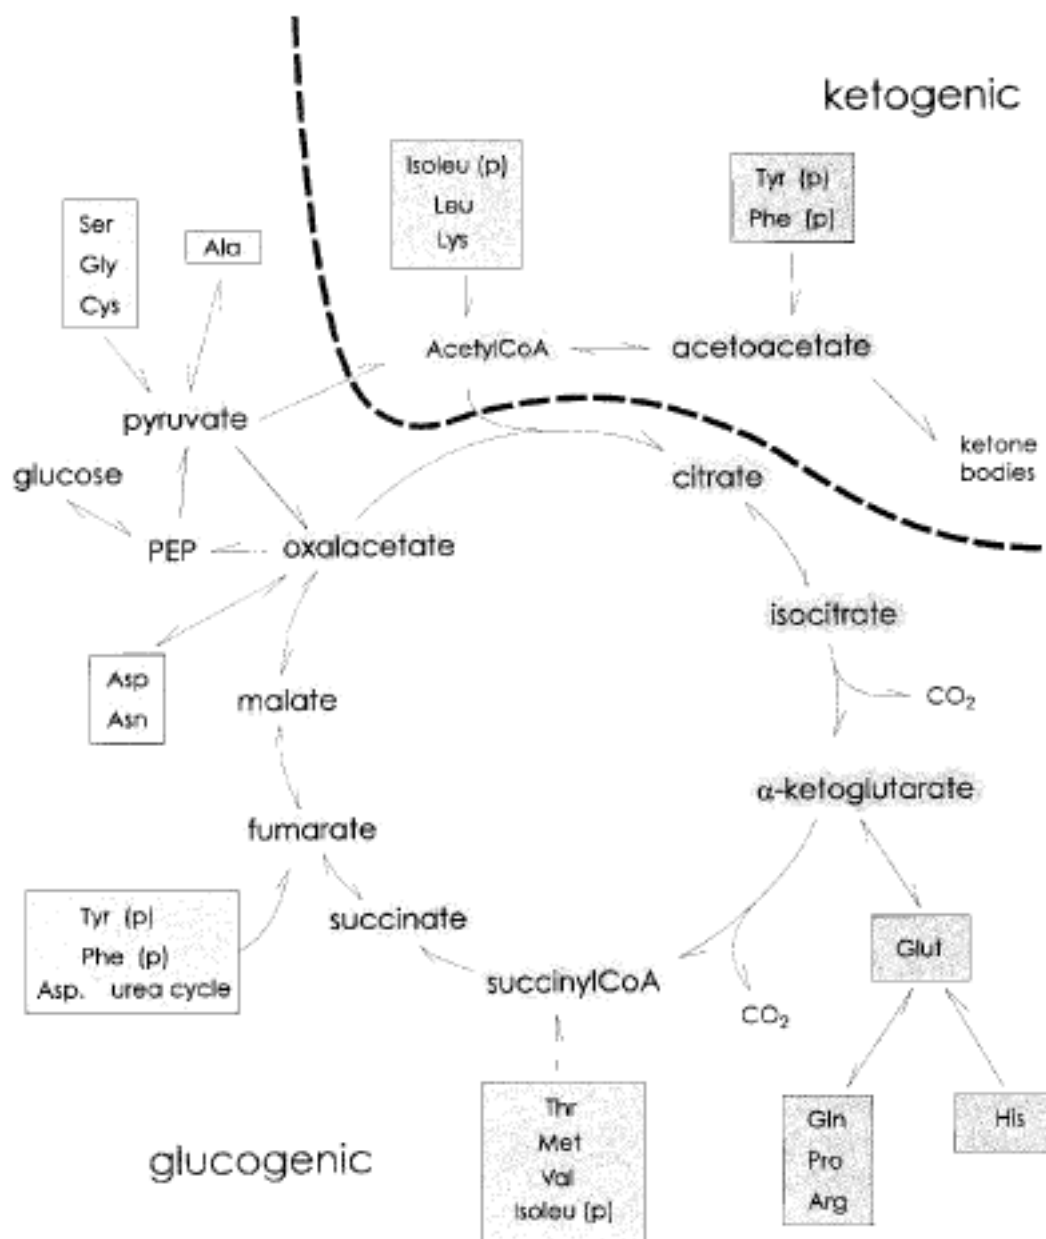 ketogenic
Isoleu (p)
Leu
Lys
Tyr (p)
Phe (p)
Ser
Gly
Cys
Ala
AcetylCoA
acetoacetate
pyruvate
ketone
bodies
glucose
citrate
PEP
oxalacetate
isocitrate
Asp
Asn
malate
CO₂
α-ketoglutarate
fumarate
Tyr (p)
Phe (p)
Asp. urea cycle
succinate
Glut
succinylCoA
CO₂
Thr
Met
Val
Isoleu (p)
Gln
Pro
Arg
His
glucogenic